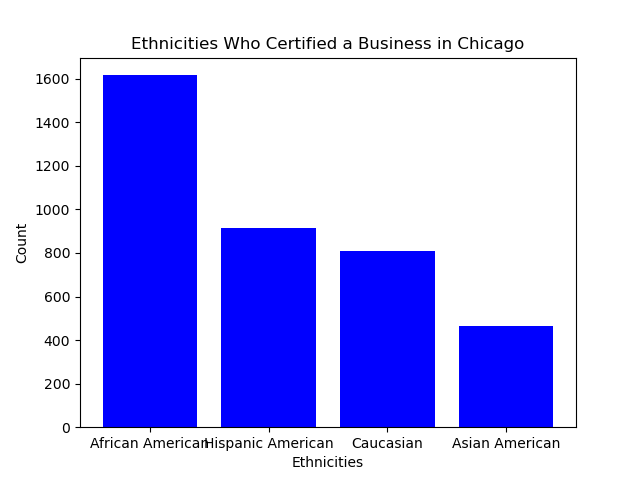 Ethnicities Who Certified a Business in Chicago
1600
1400
1200
1000
800
600
400
200
0
Count
African American Hispanic American Caucasian Asian American
Ethnicities